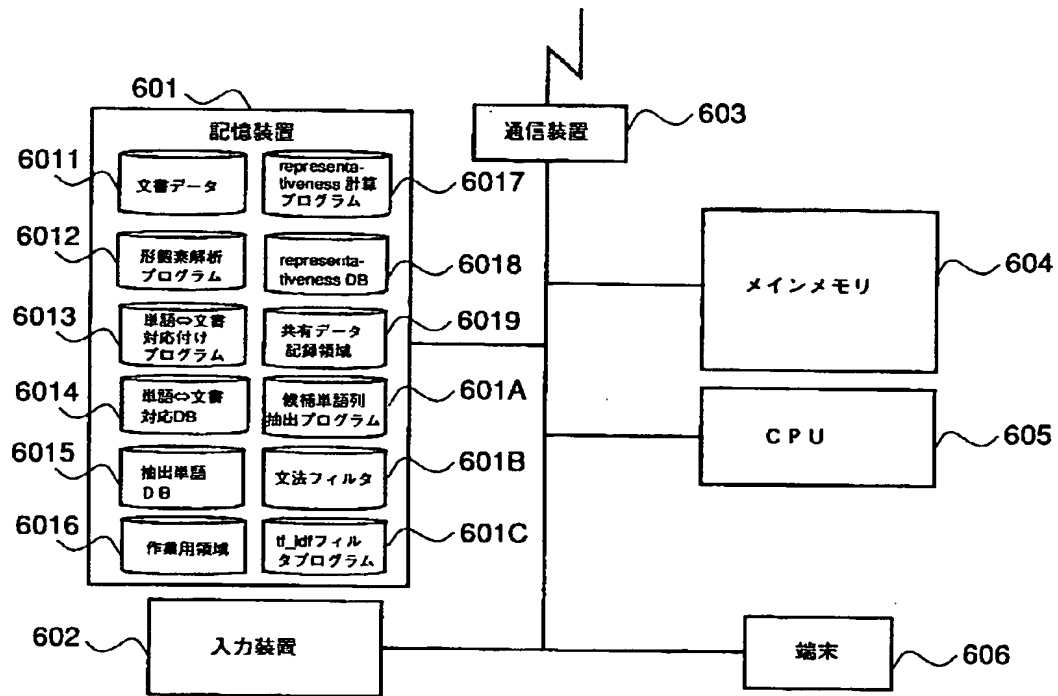 601
記憶装置
6011
文書データ
representa-
tiveness 計算
プログラム
6017
6012
形態素解析
プログラム
representa-
tiveness DB
6018
6013
単語⇔文書
対応付け
プログラム
共有データ
記録領域
6019
6014
単語⇔文書
対応DB
候補単語列
抽出プログラム
601A
6015
抽出単語
DB
文法フィルタ
601B
6016
作業用領域
tf_idfフィル
タプログラム
601C
602
入力装置
通信装置
603
メインメモリ
604
CPU
605
端末
606